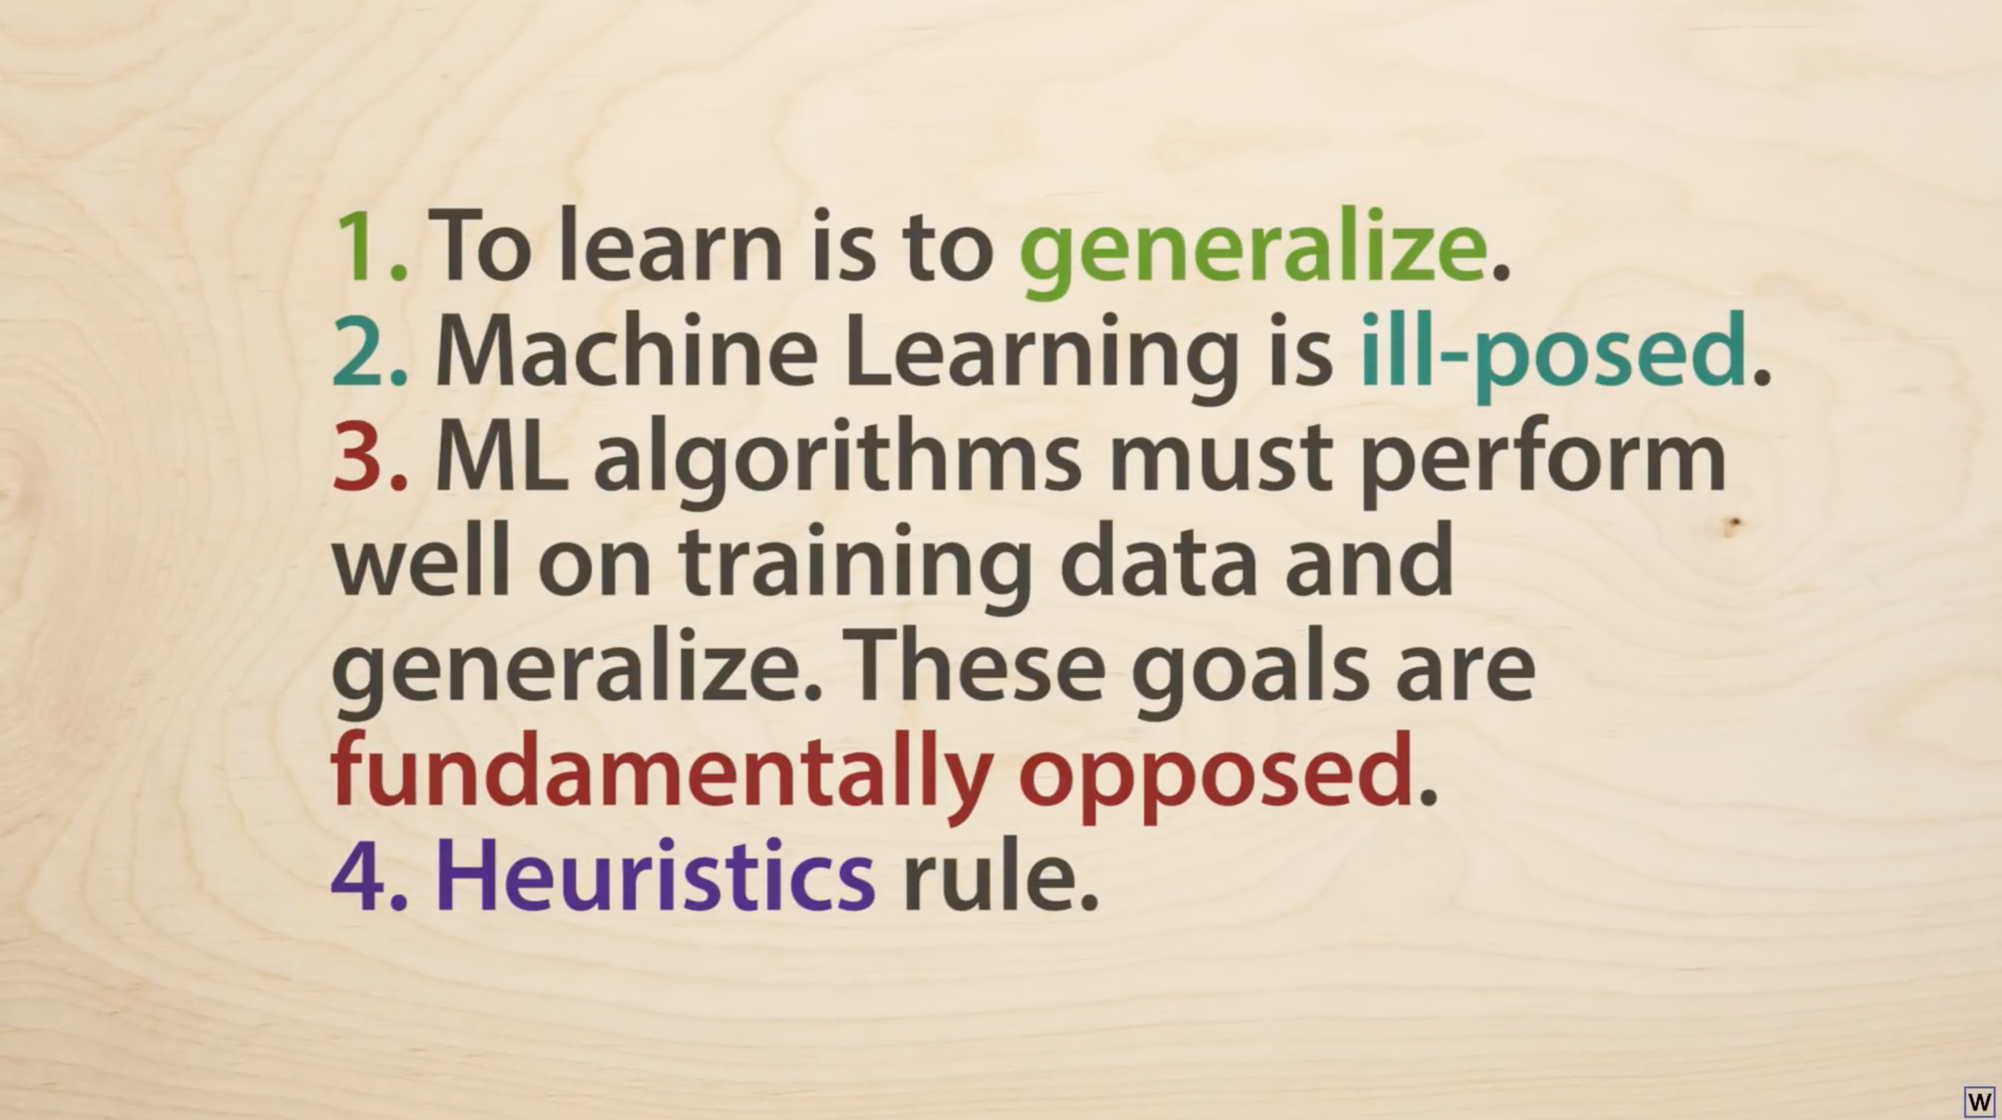 1. To learn is to generalize.
2. Machine Learning is ill-posed.
3. ML algorithms must perform
well on training data and
generalize. These goals are
fundamentally opposed.
4. Heuristics rule.
W